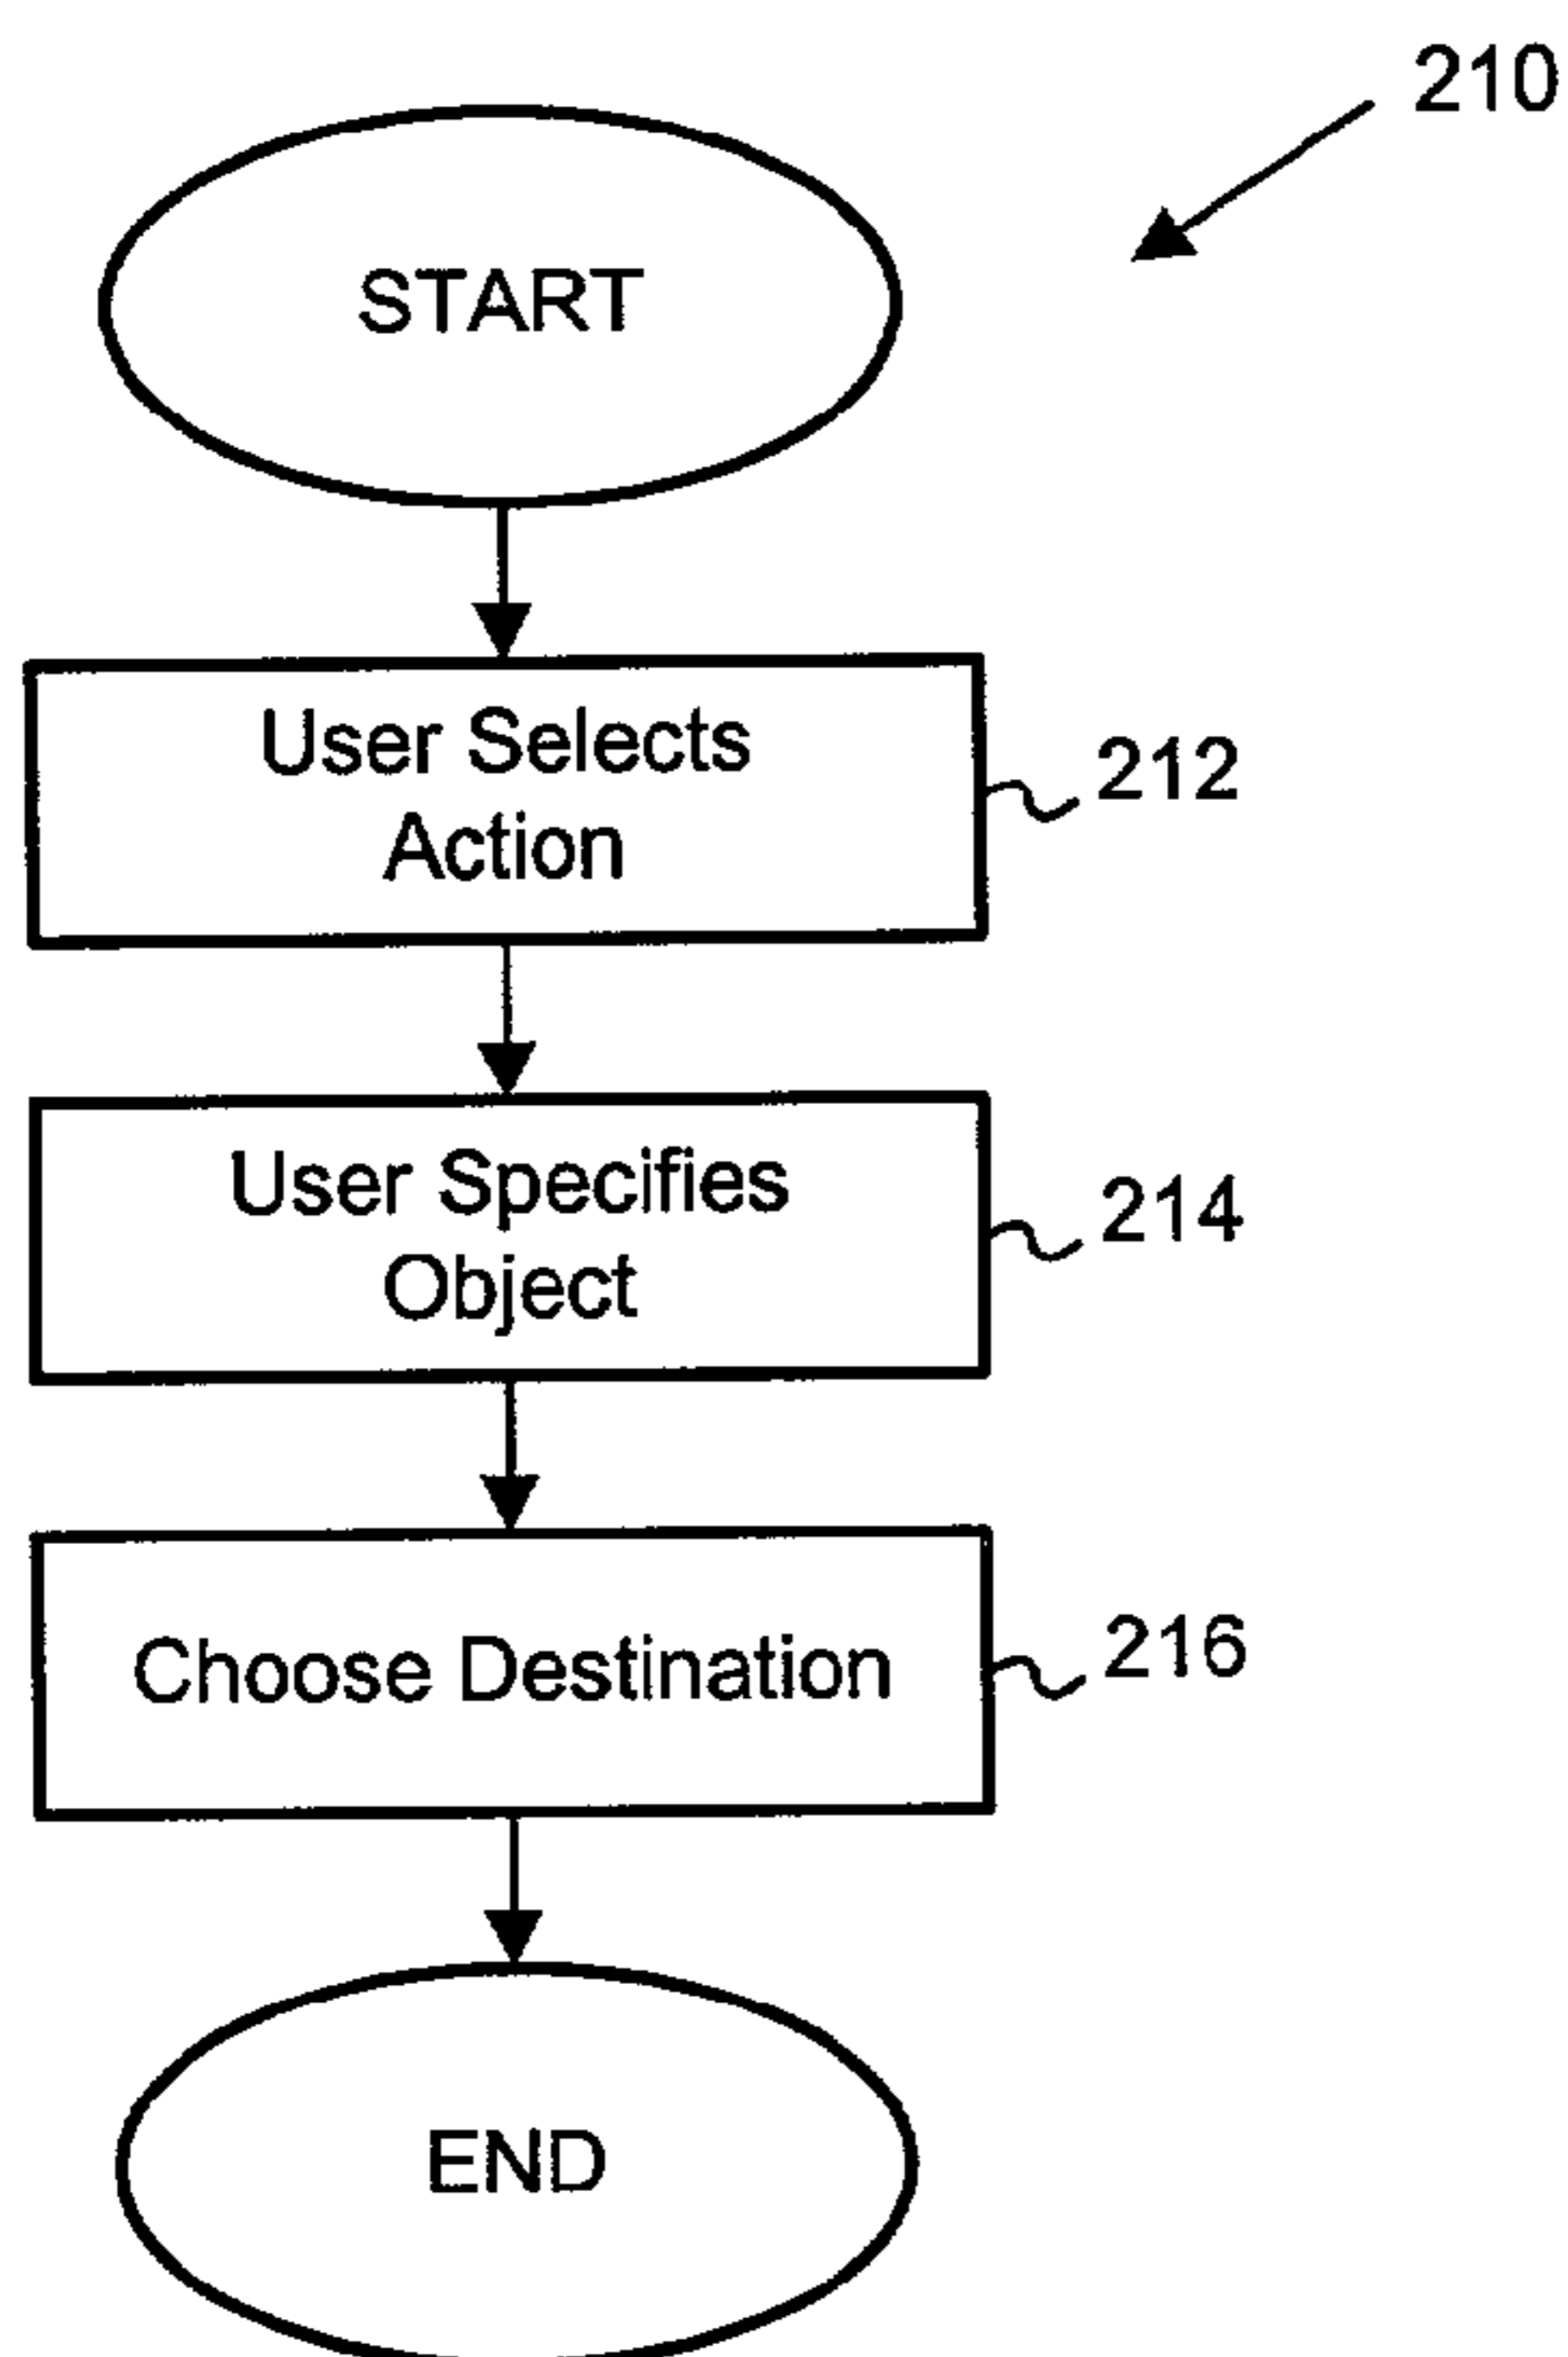 210
START
User Selects
Action
212
User Specifies
Object
214
Choose Destination
216
END